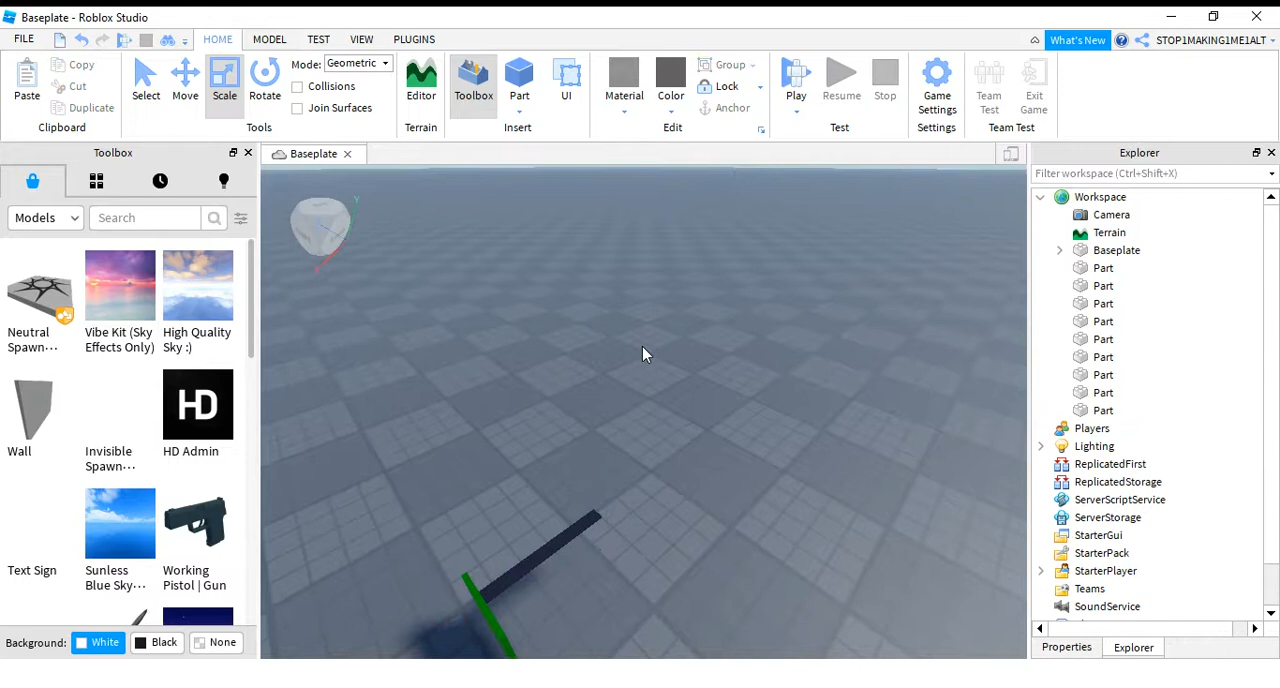 Baseplate - Roblox Studio
FILE HOME MODEL TEST VIEW PLUGINS What's New STOP1MAKING1ME1ALT
Paste Copy Cut Duplicate
Select Move Scale Rotate
Mode: Geometric
Collisions
Join Surfaces
Editor Toolbox Part UI
Material Color Group Lock Anchor
Play Resume Stop
Game Settings
Team Test
Exit Game
Clipboard Tools Terrain Insert Edit Test Settings Team Test
Toolbox
Models Search
Neutral Spawn...
Vibe Kit (Sky Effects Only)
High Quality Sky :)
Wall
Invisible Spawn...
HD
HD Admin
Text Sign
Sunless Blue Sky...
Working Pistol | Gun
Background: White Black None
Baseplate
Y
Explorer
Filter workspace (Ctrl+Shift+X)
Workspace
Camera
Terrain
Baseplate
Part
Part
Part
Part
Part
Part
Part
Part
Part
Players
Lighting
ReplicatedFirst
ReplicatedStorage
ServerScriptService
ServerStorage
StarterGui
StarterPack
StarterPlayer
Teams
SoundService
Properties Explorer